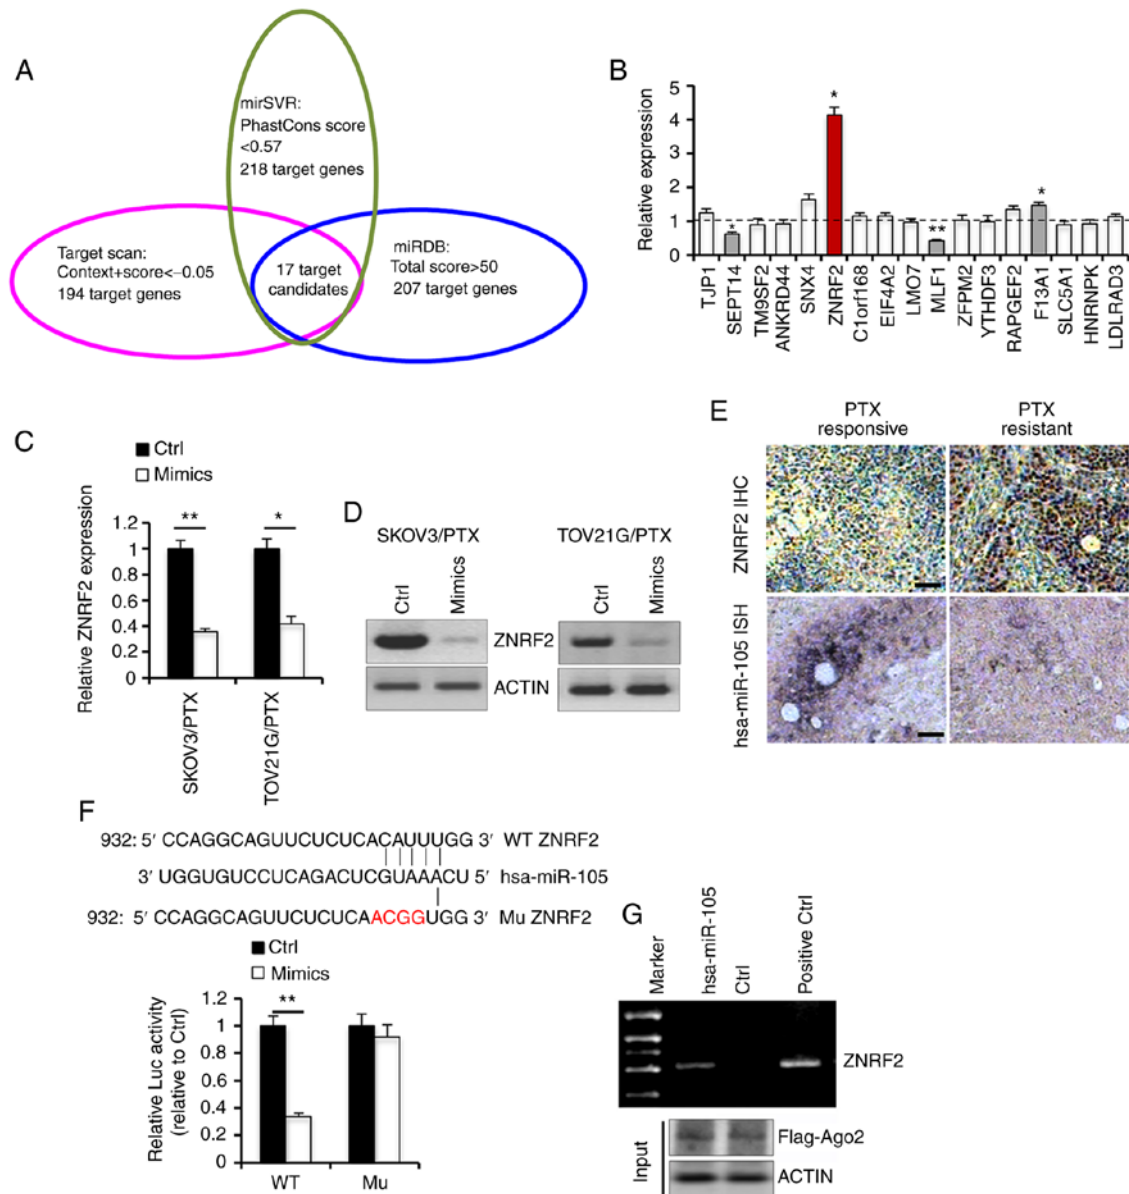 A
mirSVR:
PhastCons score
<0.57
218 target genes
Target scan:
Context+score<−0.05
194 target genes
17 target
candidates
miRDB:
Total score>50
207 target genes
B
Relative expression
5
4
3
2
1
0
*
*
**
*
TJP1
SEPT14
TM9SF2
ANKRD44
SNX4
ZNRF2
C1orf168
EIF4A2
LMO7
MLF1
ZFPM2
YTHDF3
RAPGEF2
F13A1
SLC5A1
HNRNPK
LDLRAD3
C
Ctrl
Mimics
Relative ZNRF2 expression
1.2
1
0.8
0.6
0.4
0.2
0
**
*
SKOV3/PTX
TOV21G/PTX
D
SKOV3/PTX
TOV21G/PTX
Ctrl
Mimics
Ctrl
Mimics
ZNRF2
ACTIN
E
PTX
responsive
PTX
resistant
ZNRF2 IHC
hsa-miR-105 ISH
F
932: 5′ CCAGGCAGUUCUCUCACAUUUGG 3′ WT ZNRF2
3′ UGGUGUCCUCAGACUCGUAAACU 5′ hsa-miR-105
932: 5′ CCAGGCAGUUCUCUCAACGGUGG 3′ Mu ZNRF2
Ctrl
Mimics
Relative Luc activity
(relative to Ctrl)
1.2
1
0.8
0.6
0.4
0.2
0
**
WT
Mu
G
Marker
hsa-miR-105
Ctrl
Positive Ctrl
ZNRF2
Input
Flag-Ago2
ACTIN